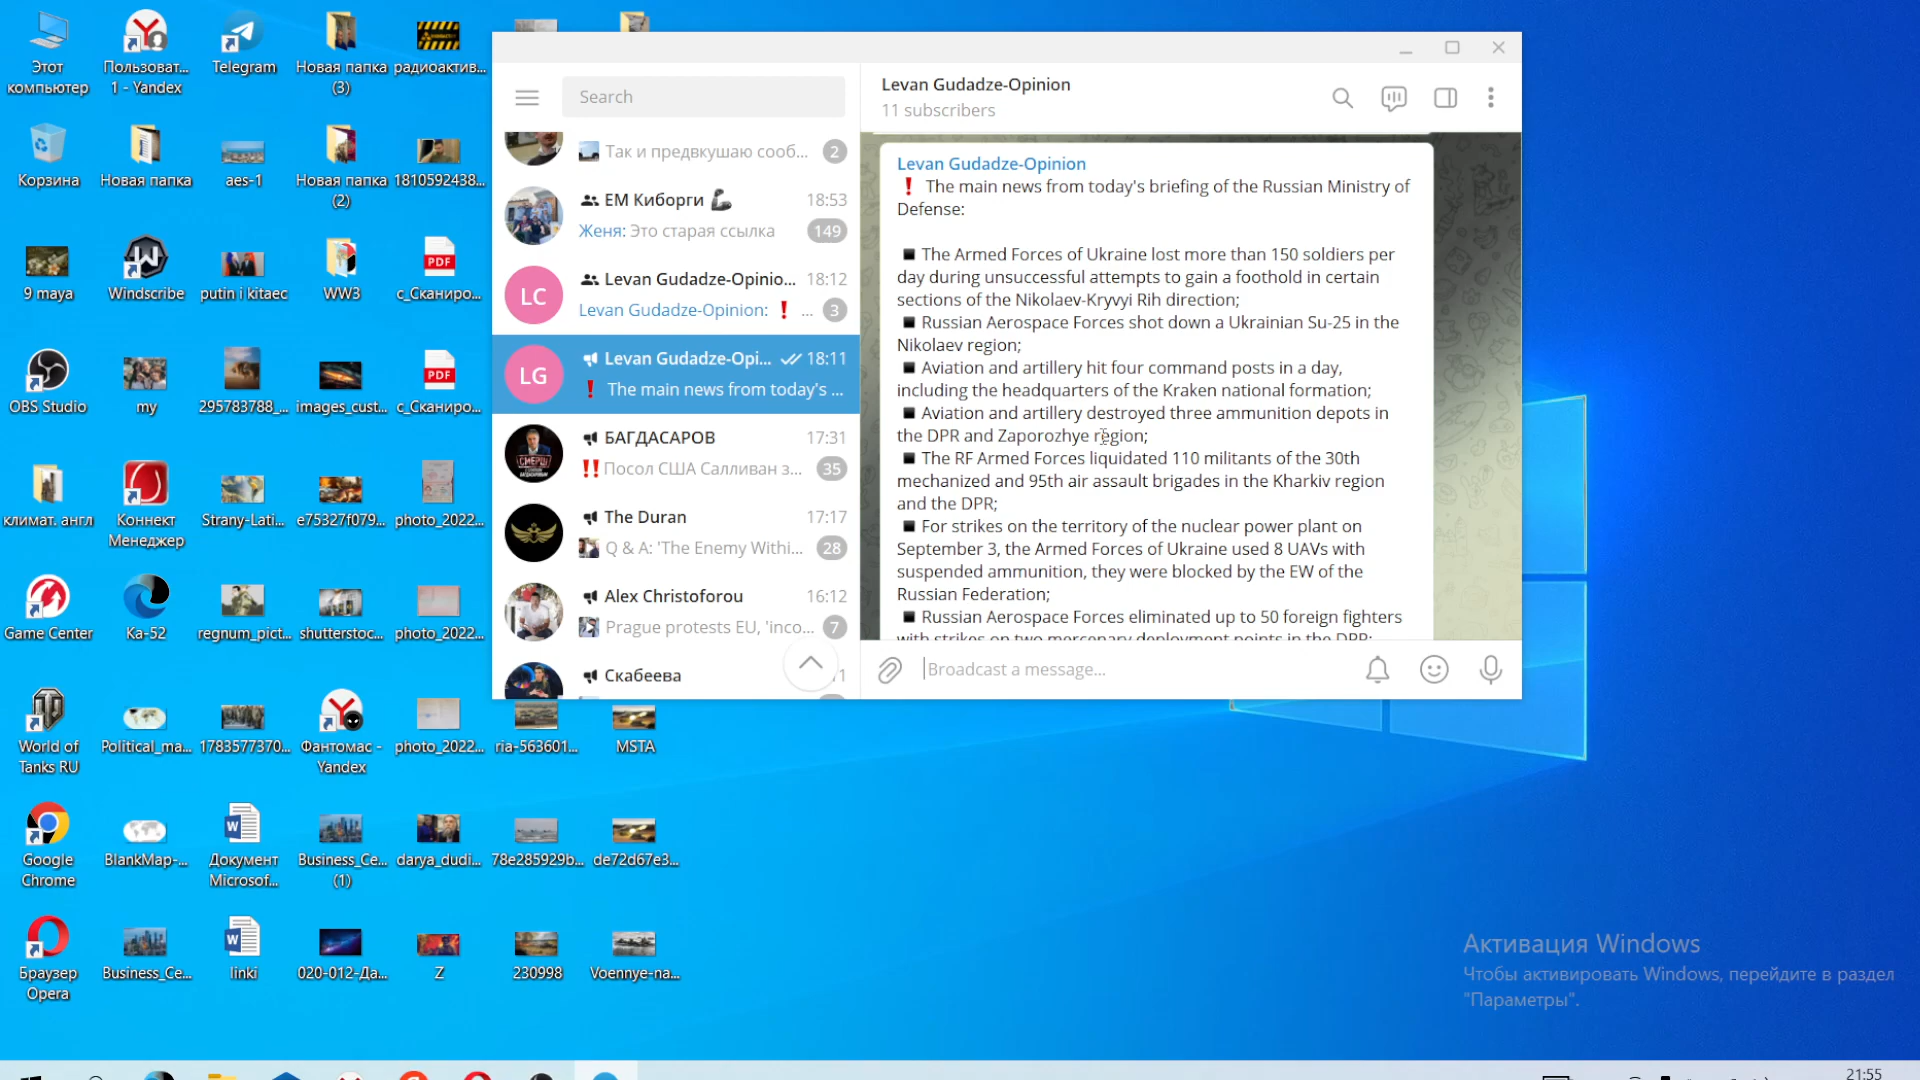 Этот компьютер
Пользоват... 1 - Yandex
Telegram
Новая папка (3)
радиоактив...
Корзина
Новая папка
aes-1
Новая папка (2)
1810592438...
9 maya
Windscribe
putin i kitaec
WW3
с_Сканиро...
OBS Studio
my
295783788_...
images_cust...
с_Сканиро...
климат. англ
Коннект Менеджер
Strany-Lati...
e75327f079...
photo_2022...
Game Center
Ka-52
regnum_pict...
shutterstoc...
photo_2022...
World of Tanks RU
Political_ma...
1783577370...
Фантомас - Yandex
photo_2022...
ria-563601...
MSTA
Google Chrome
BlankMap-...
Документ Microsof...
Business_Ce... (1)
darya_dudi...
78e285929b...
de72d67e3...
Браузер Opera
Business_Ce...
linki
020-012-Да...
Z
230998
Voennye-na...
PDF
PDF
Search
Так и предвкушаю сооб... 2
ЕМ Киборги 18:53
Женя: Это старая ссылка 149
LC
Levan Gudadze-Opinio... 18:12
Levan Gudadze-Opinion: ❗ ... 3
LG
Levan Gudadze-Opi... 18:11
❗ The main news from today's ...
БАГДАСАРОВ 17:31
‼Посол США Салливан з... 35
The Duran 17:17
Q & A: 'The Enemy Withi... 28
Alex Christoforou 16:12
Prague protests EU, 'inco... 7
Скабеева
Levan Gudadze-Opinion
11 subscribers
Levan Gudadze-Opinion
❗ The main news from today's briefing of the Russian Ministry of
Defense:
◾ The Armed Forces of Ukraine lost more than 150 soldiers per
day during unsuccessful attempts to gain a foothold in certain
sections of the Nikolaev-Kryvyi Rih direction;
◾ Russian Aerospace Forces shot down a Ukrainian Su-25 in the
Nikolaev region;
◾ Aviation and artillery hit four command posts in a day,
including the headquarters of the Kraken national formation;
◾ Aviation and artillery destroyed three ammunition depots in
the DPR and Zaporozhye region;
◾ The RF Armed Forces liquidated 110 militants of the 30th
mechanized and 95th air assault brigades in the Kharkiv region
and the DPR;
◾ For strikes on the territory of the nuclear power plant on
September 3, the Armed Forces of Ukraine used 8 UAVs with
suspended ammunition, they were blocked by the EW of the
Russian Federation;
◾ Russian Aerospace Forces eliminated up to 50 foreign fighters
with strikes on two mercenary deployment points in the DPR;
Broadcast a message...
Активация Windows
Чтобы активировать Windows, перейдите в раздел
"Параметры".
21:55